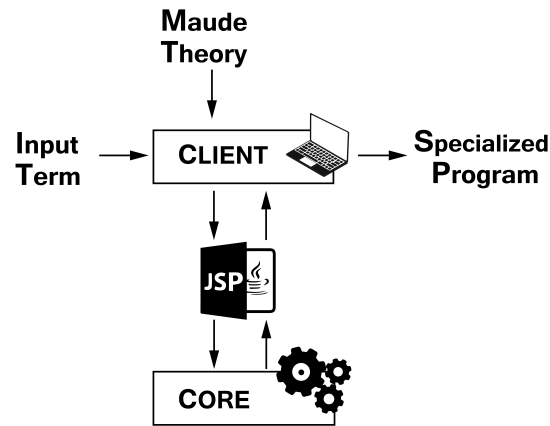 Maude
Theory
Input
Term
CLIENT
Specialized
Program
JSP
CORE